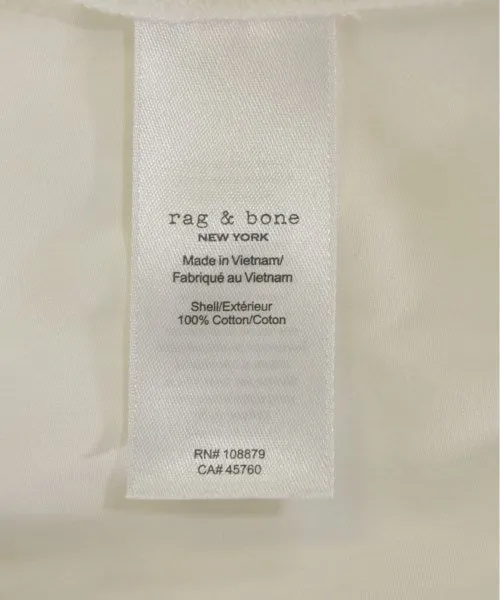 rag & bone
NEW YORK
Made in Vietnam/
Fabriqué au Vietnam
Shell/Extérieur
100% Cotton/Coton
RN# 108879
CA# 45760